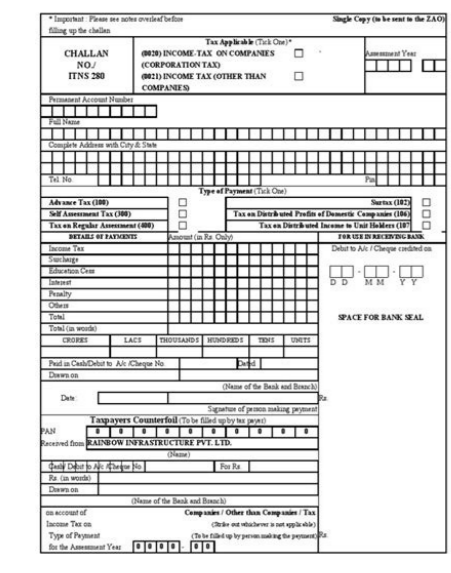 * Important : Please see notes overleaf before Single Copy (to be sent to the ZAO)
filling up the challan
Tax Applicable (Tick One)*
CHALLAN (0020) INCOME-TAX ON COMPANIES Assessment Year
NO./ (CORPORATION TAX)
ITNS 280 (0021) INCOME TAX (OTHER THAN
COMPANIES)
Permanent Account Number
Full Name
Complete Address with City & State
Tel. No. Pin
Type of Payment (Tick One)
Advance Tax (100) Surtax (102)
Self Assessment Tax (300) Tax on Distributed Profits of Domestic Companies (106)
Tax on Regular Assessment (400) Tax on Distributed Income to Unit Holders (107
DETAILS OF PAYMENTS Amount (in Rs. Only) FOR USE IN RECEIVING BANK
Income Tax Debit to A/c / Cheque credited on
Surcharge
Education Cess - -
Interest D D M M Y Y
Penalty
Others
Total SPACE FOR BANK SEAL
Total (in words)
CRORES LACS THOUSANDS HUNDREDS TENS UNITS
Paid in Cash/Debit to A/c /Cheque No. Dated
Drawn on
(Name of the Bank and Branch)
Date: Rs
Signature of person making payment
Taxpayers Counterfoil (To be filled up by tax payer)
PAN 0 0 0 0 0 0 0 0 0 0
Received from RAINBOW INFRASTRUCTURE PVT. LTD.
(Name)
Cash/ Debit to A/c /Cheque No For Rs
Rs. (in words)
Drawn on
(Name of the Bank and Branch)
on account of Companies / Other than Companies / Tax
Income Tax on (Strike out whichever is not applicable)
Type of Payment (To be filled up by person making the payment) Rs
for the Assessment Year 0 0 0 0 - 0 0